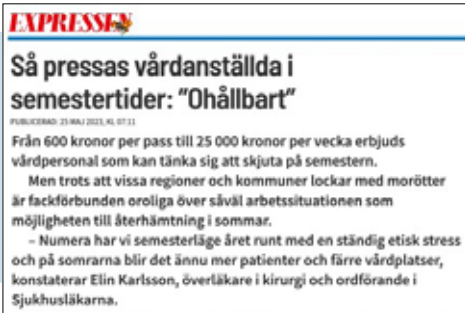 EXPRESSEN
Så pressas vårdanställda i
semestertider: ”Ohållbart”
PUBLICERAD: 25 MAJ 2023, KL 07:11
Från 600 kronor per pass till 25 000 kronor per vecka erbjuds
vårdpersonal som kan tänka sig att skjuta på semestern.
Men trots att vissa regioner och kommuner lockar med morötter
är fackförbunden oroliga över såväl arbetssituationen som
möjligheten till återhämtning i sommar.
– Numera har vi semesterläge året runt med en ständig etisk stress
och på somrarna blir det ännu mer patienter och färre vårdplatser,
konstaterar Elin Karlsson, överläkare i kirurgi och ordförande i
Sjukhusläkarna.